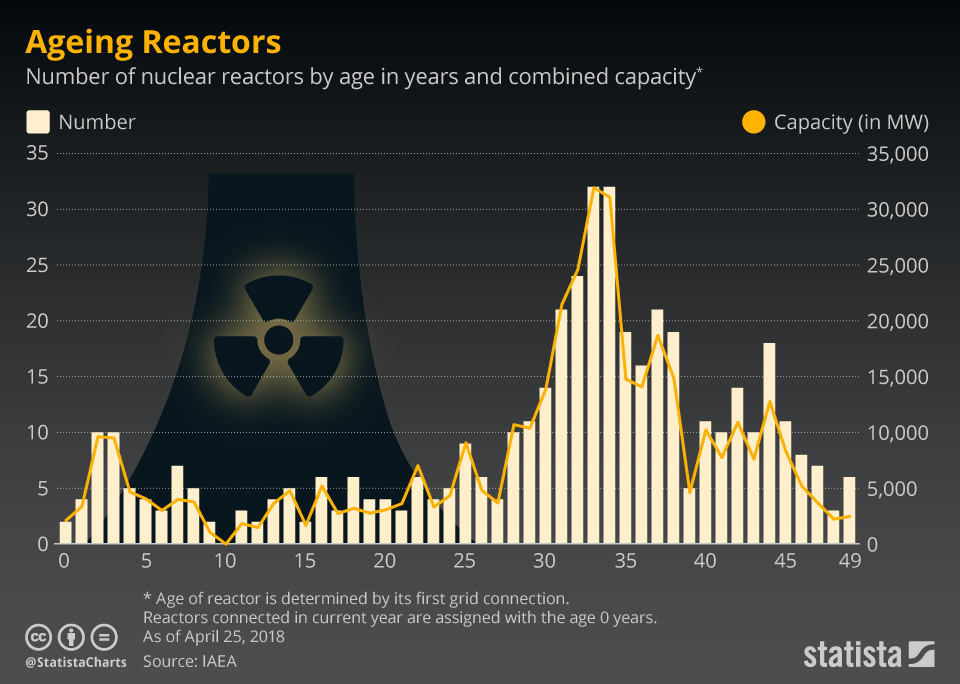 Ageing Reactors
Number of nuclear reactors by age in years and combined capacity*
Number
Capacity (in MW)
35
35,000
30
30,000
25
25,000
20
20,000
15
15,000
10
10,000
5
5,000
0
0
0 5 10 15 20 25 30 35 40 45 49
* Age of reactor is determined by its first grid connection.
Reactors connected in current year are assigned with the age 0 years.
As of April 25, 2018
cc
@StatistaCharts
Source: IAEA
statista